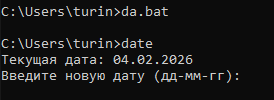 C:\Users\turin>da.bat
C:\Users\turin>date
Текущая дата: 04.02.2026
Введите новую дату (дд-мм-гг):